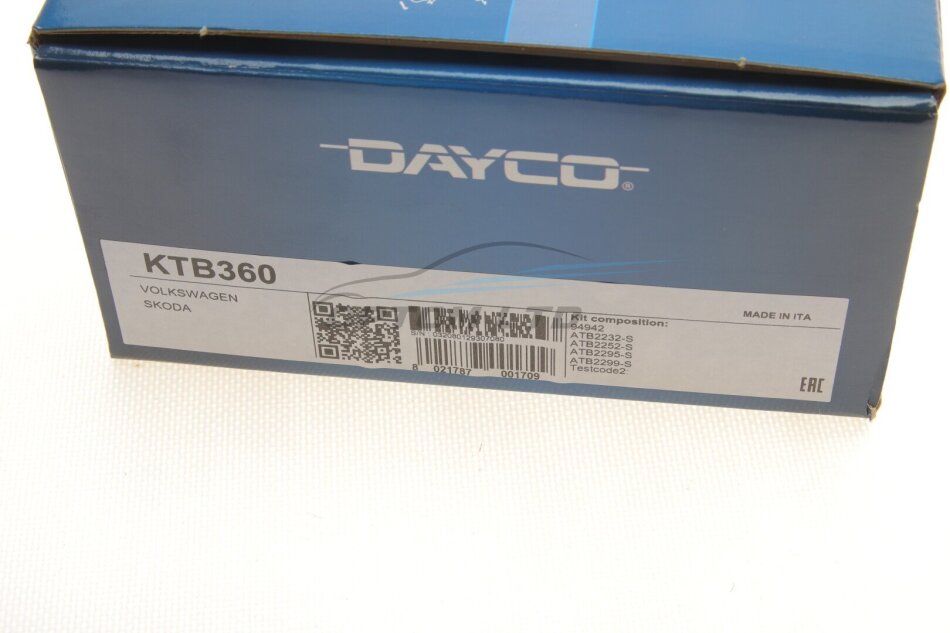 DAYCO®
KTB360
VOLKSWAGEN
SKODA
Kit composition:
94942
ATB2232-S
ATB2252-S
ATB2295-S
ATB2299-S
Testcode2:
MADE IN ITA
8 021787 001709
EAC